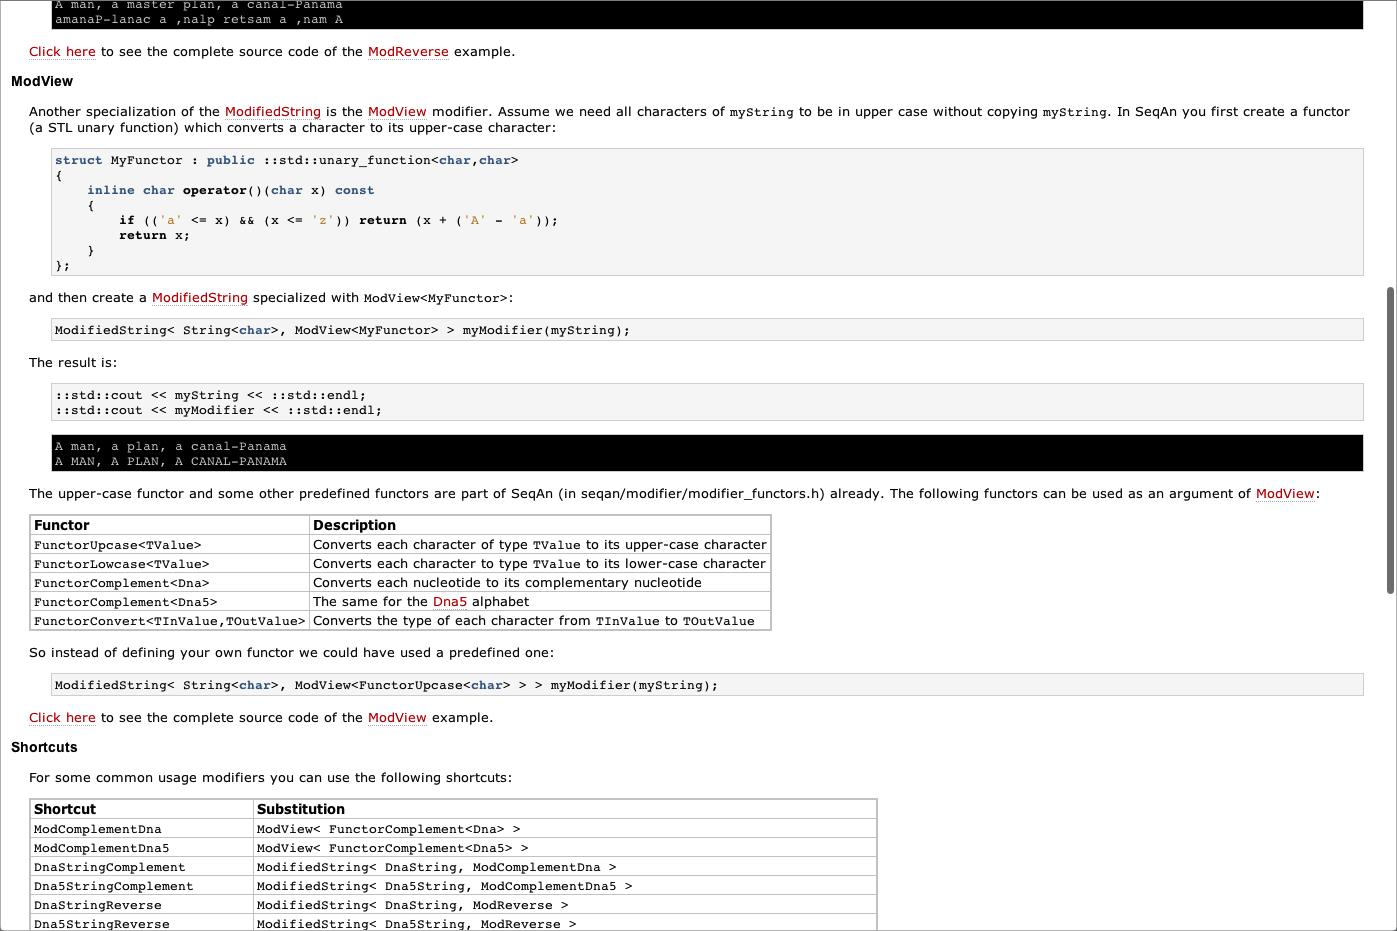 A man, a master plan, a canal-Panama
amanaP-lanac a ,nalp retsam a ,nam A
Click here to see the complete source code of the ModReverse example.
ModView
Another specialization of the ModifiedString is the ModView modifier. Assume we need all characters of myString to be in upper case without copying myString. In SeqAn you first create a functor
(a STL unary function) which converts a character to its upper-case character:
struct MyFunctor : public ::std::unary_function<char,char>
{
    inline char operator()(char x) const
    {
        if (('a' <= x) && (x <= 'z')) return (x + ('A' - 'a'));
        return x;
    }
};
and then create a ModifiedString specialized with ModView<MyFunctor>:
ModifiedString< String<char>, ModView<MyFunctor> > myModifier(myString);
The result is:
::std::cout << myString << ::std::endl;
::std::cout << myModifier << ::std::endl;
A man, a plan, a canal-Panama
A MAN, A PLAN, A CANAL-PANAMA
The upper-case functor and some other predefined functors are part of SeqAn (in seqan/modifier/modifier_functors.h) already. The following functors can be used as an argument of ModView:
Functor Description
FunctorUpcase<TValue> Converts each character of type TValue to its upper-case character
FunctorLowcase<TValue> Converts each character to type TValue to its lower-case character
FunctorComplement<Dna> Converts each nucleotide to its complementary nucleotide
FunctorComplement<Dna5> The same for the Dna5 alphabet
FunctorConvert<TInValue,TOutValue> Converts the type of each character from TInValue to TOutValue
So instead of defining your own functor we could have used a predefined one:
ModifiedString< String<char>, ModView<FunctorUpcase<char> > > myModifier(myString);
Click here to see the complete source code of the ModView example.
Shortcuts
For some common usage modifiers you can use the following shortcuts:
Shortcut Substitution
ModComplementDna ModView< FunctorComplement<Dna> >
ModComplementDna5 ModView< FunctorComplement<Dna5> >
DnaStringComplement ModifiedString< DnaString, ModComplementDna >
Dna5StringComplement ModifiedString< Dna5String, ModComplementDna5 >
DnaStringReverse ModifiedString< DnaString, ModReverse >
Dna5StringReverse ModifiedString< Dna5String, ModReverse >